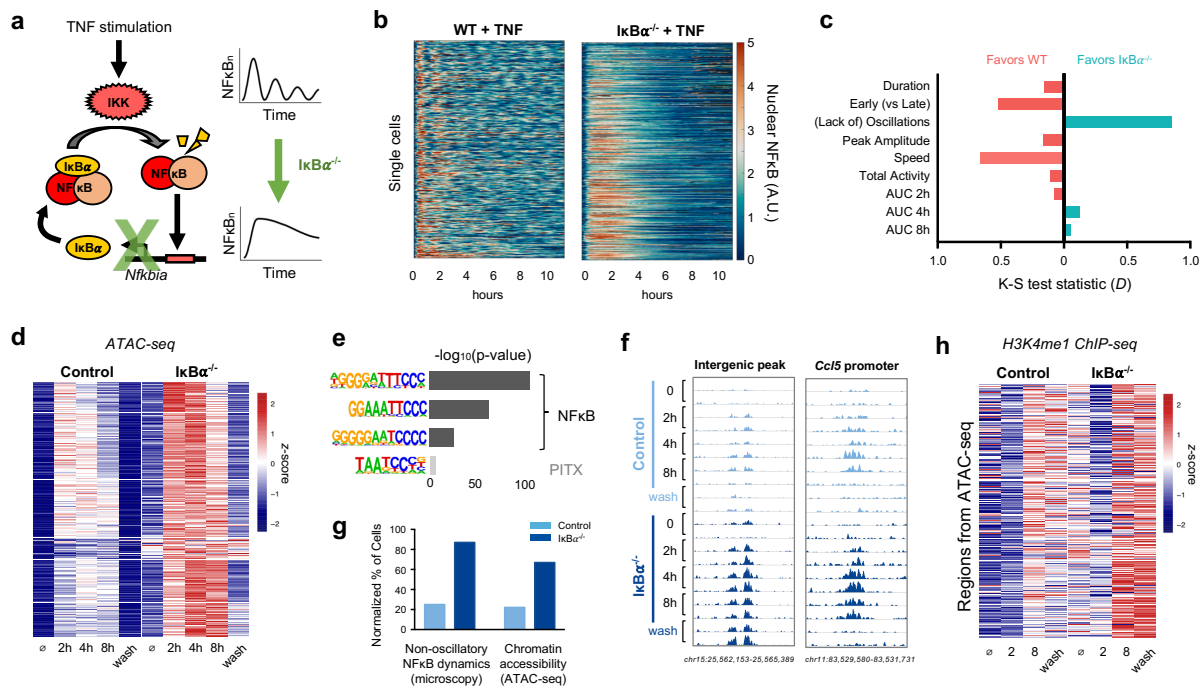 a
TNF stimulation
IKK
IκBα
NFκB
NFκB
IκBα
Nfkbia
X
NFκBn
Time
IκBα-/-
NFκBn
Time
b
WT + TNF
IκBα-/- + TNF
Single cells
0 2 4 6 8 10
0 2 4 6 8 10
hours
hours
5
4
3
2
1
0
Nuclear NFκB (A.U.)
c
Favors WT
Favors IκBα-/-
Duration
Early (vs Late)
(Lack of) Oscillations
Peak Amplitude
Speed
Total Activity
AUC 2h
AUC 4h
AUC 8h
1.0 0.5 0 0.5 1.0
K-S test statistic (D)
d
ATAC-seq
Control
IκBα-/-
2
1
0
−1
−2
z-score
∅ 2h 4h 8h wash ∅ 2h 4h 8h wash
e
-log10(p-value)
GGGGATTTCCC
GGAAATTCCC
GGGGGAATCCCC
TAATCC
NFκB
PITX
0 50 100
f
Intergenic peak
Ccl5 promoter
Control
0
2h
4h
8h
wash
IκBα-/-
0
2h
4h
8h
wash
chr15:25,562,153-25,565,389
chr11:83,529,580-83,531,731
g
Control
IκBα-/-
Normalized % of Cells
100
80
60
40
20
0
Non-oscillatory
NFκB dynamics
(microscopy)
Chromatin
accessibility
(ATAC-seq)
h
H3K4me1 ChIP-seq
Control
IκBα-/-
Regions from ATAC-seq
2
1
0
−1
−2
z-score
∅ 2 8 wash ∅ 2 8 wash